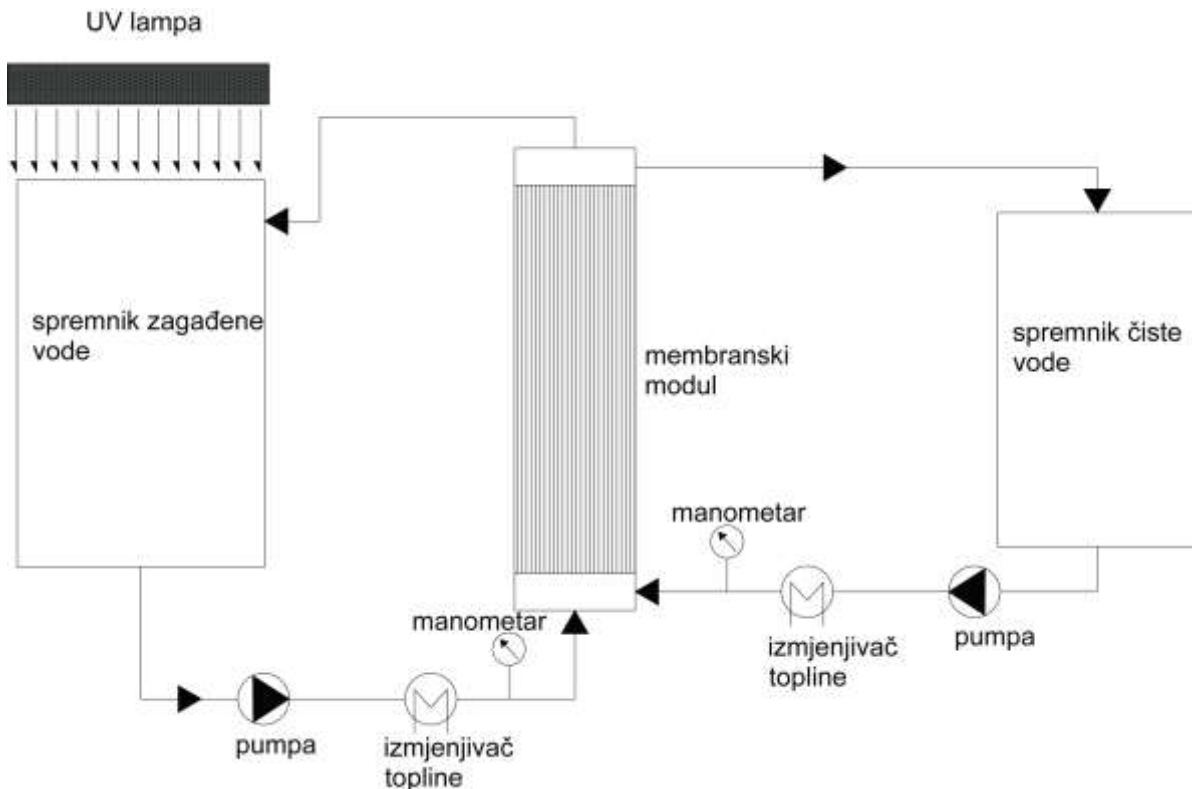 UV lampa
spremnik zagađene
vode
membranski
modul
spremnik čiste
vode
manometar
izmjenjivač
topline
pumpa
manometar
pumpa
izmjenjivač
topline